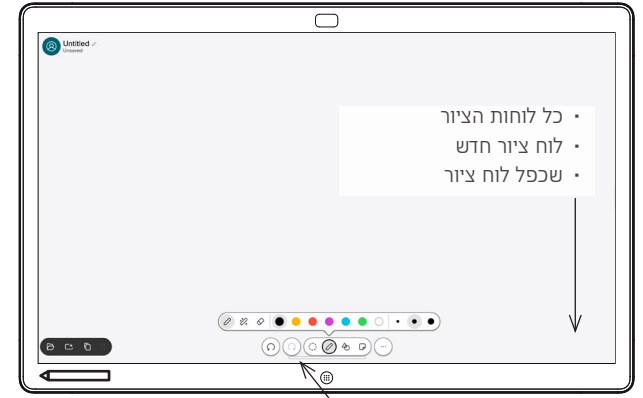 Untitled
Unsaved
• כל לוחות הציור
• לוח ציור חדש
• שכפל לוח ציור